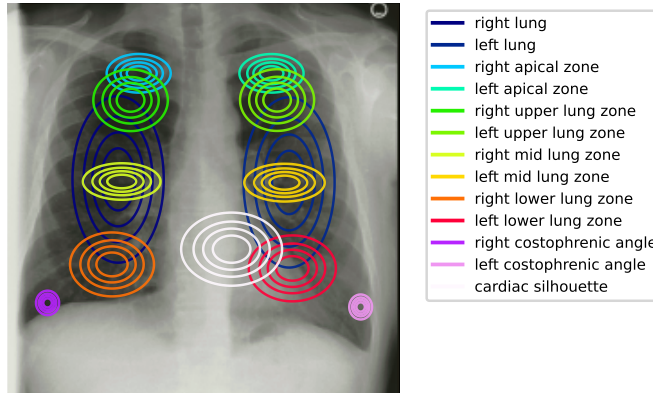 right lung
left lung
right apical zone
left apical zone
right upper lung zone
left upper lung zone
right mid lung zone
left mid lung zone
right lower lung zone
left lower lung zone
right costophrenic angle
left costophrenic angle
cardiac silhouette